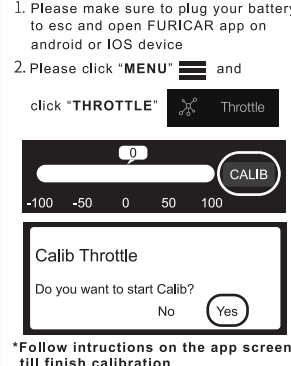 1. Please make sure to plug your battery
to esc and open FURICAR app on
android or IOS device
2. Please click “MENU” and
click “THROTTLE” Throttle
0
CALIB
-100 -50 0 50 100
Calib Throttle
Do you want to start Calib?
No Yes
*Follow intructions on the app screen
till finish calibration